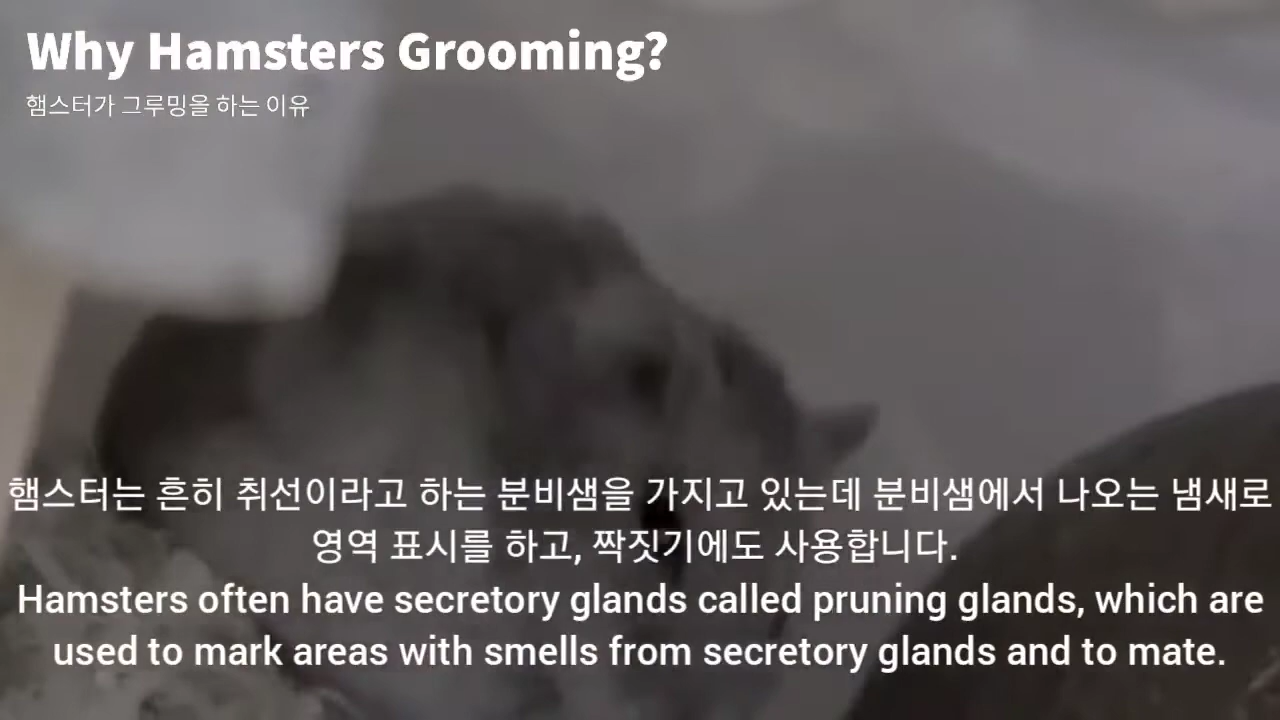 Why Hamsters Grooming?
햄스터가 그루밍을 하는 이유
햄스터는 흔히 취선이라고 하는 분비샘을 가지고 있는데 분비샘에서 나오는 냄새로
영역 표시를 하고, 짝짓기에도 사용합니다.
Hamsters often have secretory glands called pruning glands, which are
used to mark areas with smells from secretory glands and to mate.